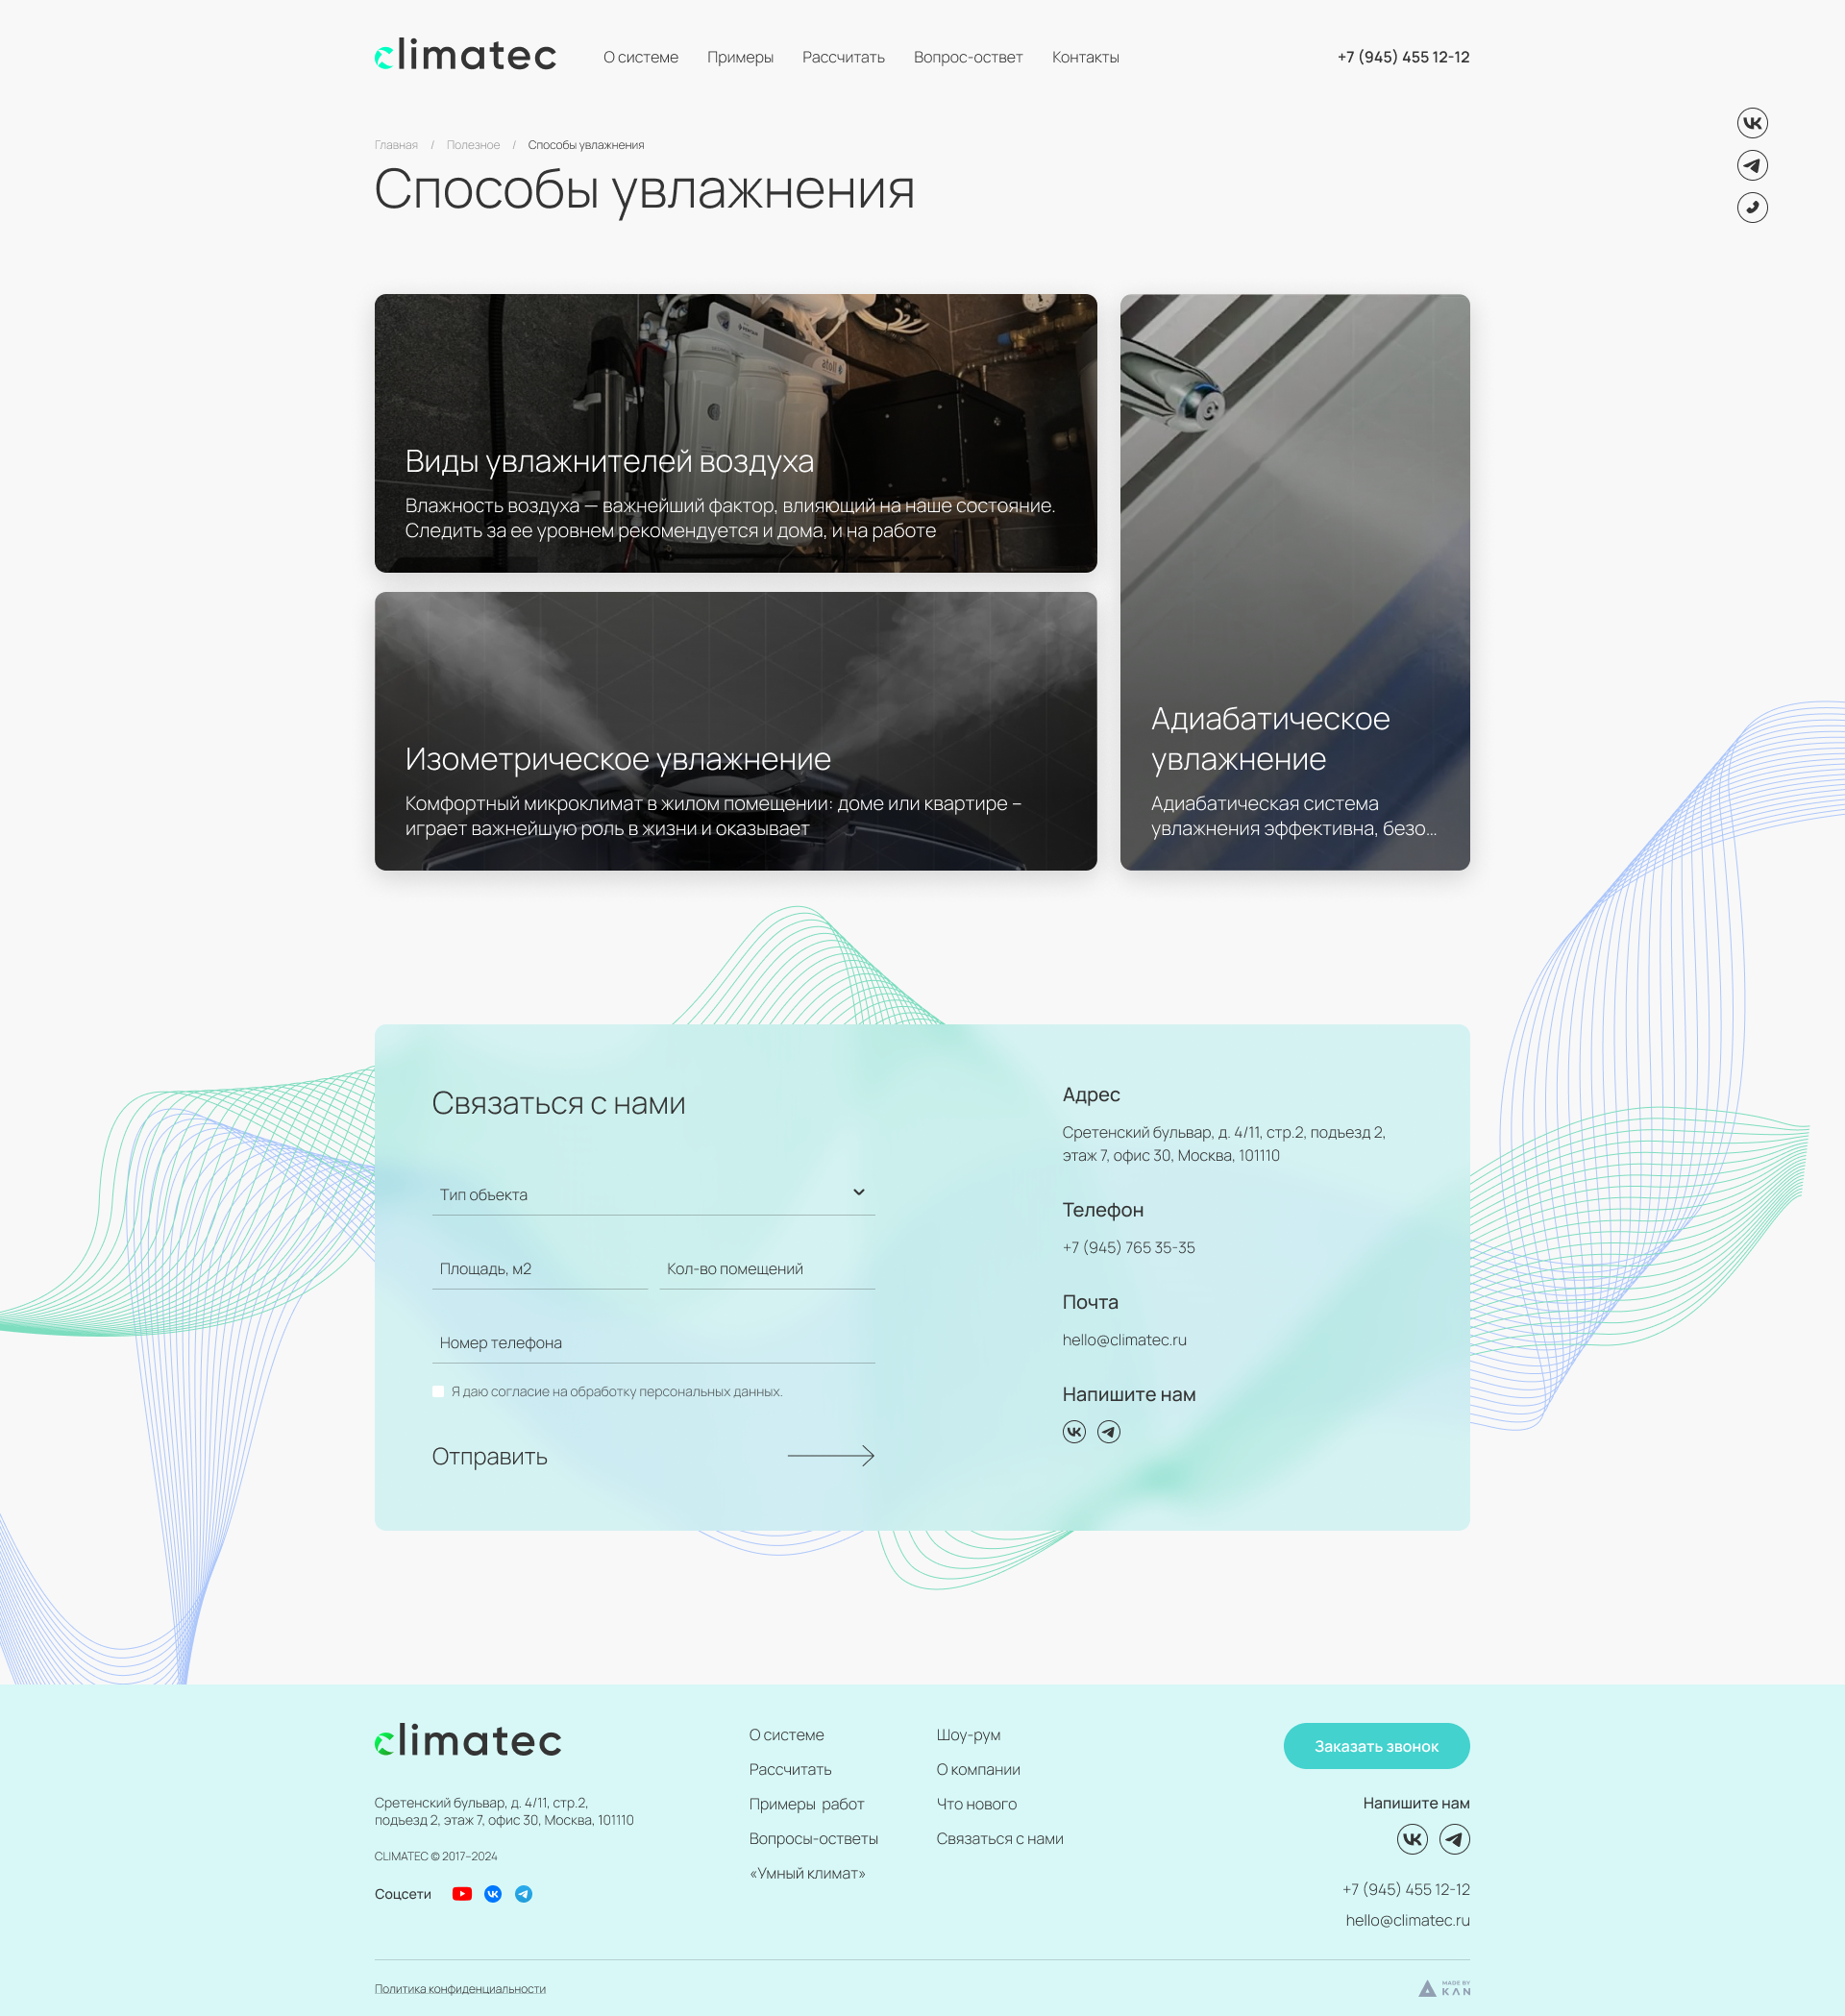 climatec
О системе
Примеры
Рассчитать
Вопрос-оствет
Контакты
+7 (945) 455 12-12
Главная / Полезное / Способы увлажнения
Способы увлажнения
Виды увлажнителей воздуха
Влажность воздуха — важнейший фактор, влияющий на наше состояние.
Следить за ее уровнем рекомендуется и дома, и на работе
Изометрическое увлажнение
Комфортный микроклимат в жилом помещении: доме или квартире –
играет важнейшую роль в жизни и оказывает
Адиабатическое
увлажнение
Адиабатическая система
увлажнения эффективна, безо...
Связаться с нами
Тип объекта
Площадь, м2
Кол-во помещений
Номер телефона
Я даю согласие на обработку персональных данных.
Отправить
Адрес
Сретенский бульвар, д. 4/11, стр.2, подъезд 2,
этаж 7, офис 30, Москва, 101110
Телефон
+7 (945) 765 35-35
Почта
hello@climatec.ru
Напишите нам
climatec
Сретенский бульвар, д. 4/11, стр.2,
подъезд 2, этаж 7, офис 30, Москва, 101110
CLIMATEC © 2017–2024
Соцсети
О системе
Рассчитать
Примеры работ
Вопросы-остветы
«Умный климат»
Шоу-рум
О компании
Что нового
Связаться с нами
Заказать звонок
Напишите нам
+7 (945) 455 12-12
hello@climatec.ru
Политика конфиденциальности
MADE BY
KAN